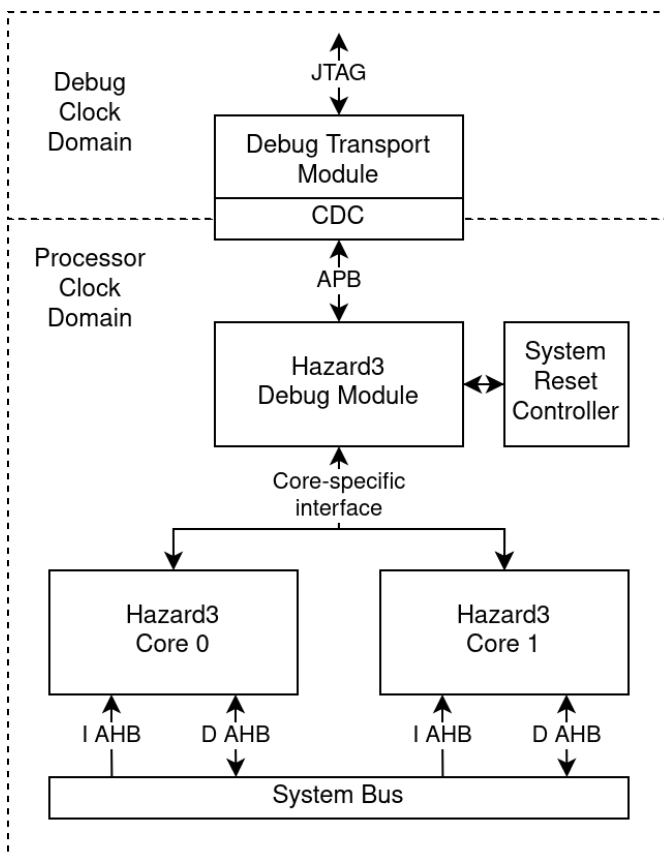 Debug
Clock
Domain
JTAG
Debug Transport
Module
CDC
Processor
Clock
Domain
APB
Hazard3
Debug Module
System
Reset
Controller
Core-specific
interface
Hazard3
Core 0
Hazard3
Core 1
I AHB
D AHB
I AHB
D AHB
System Bus